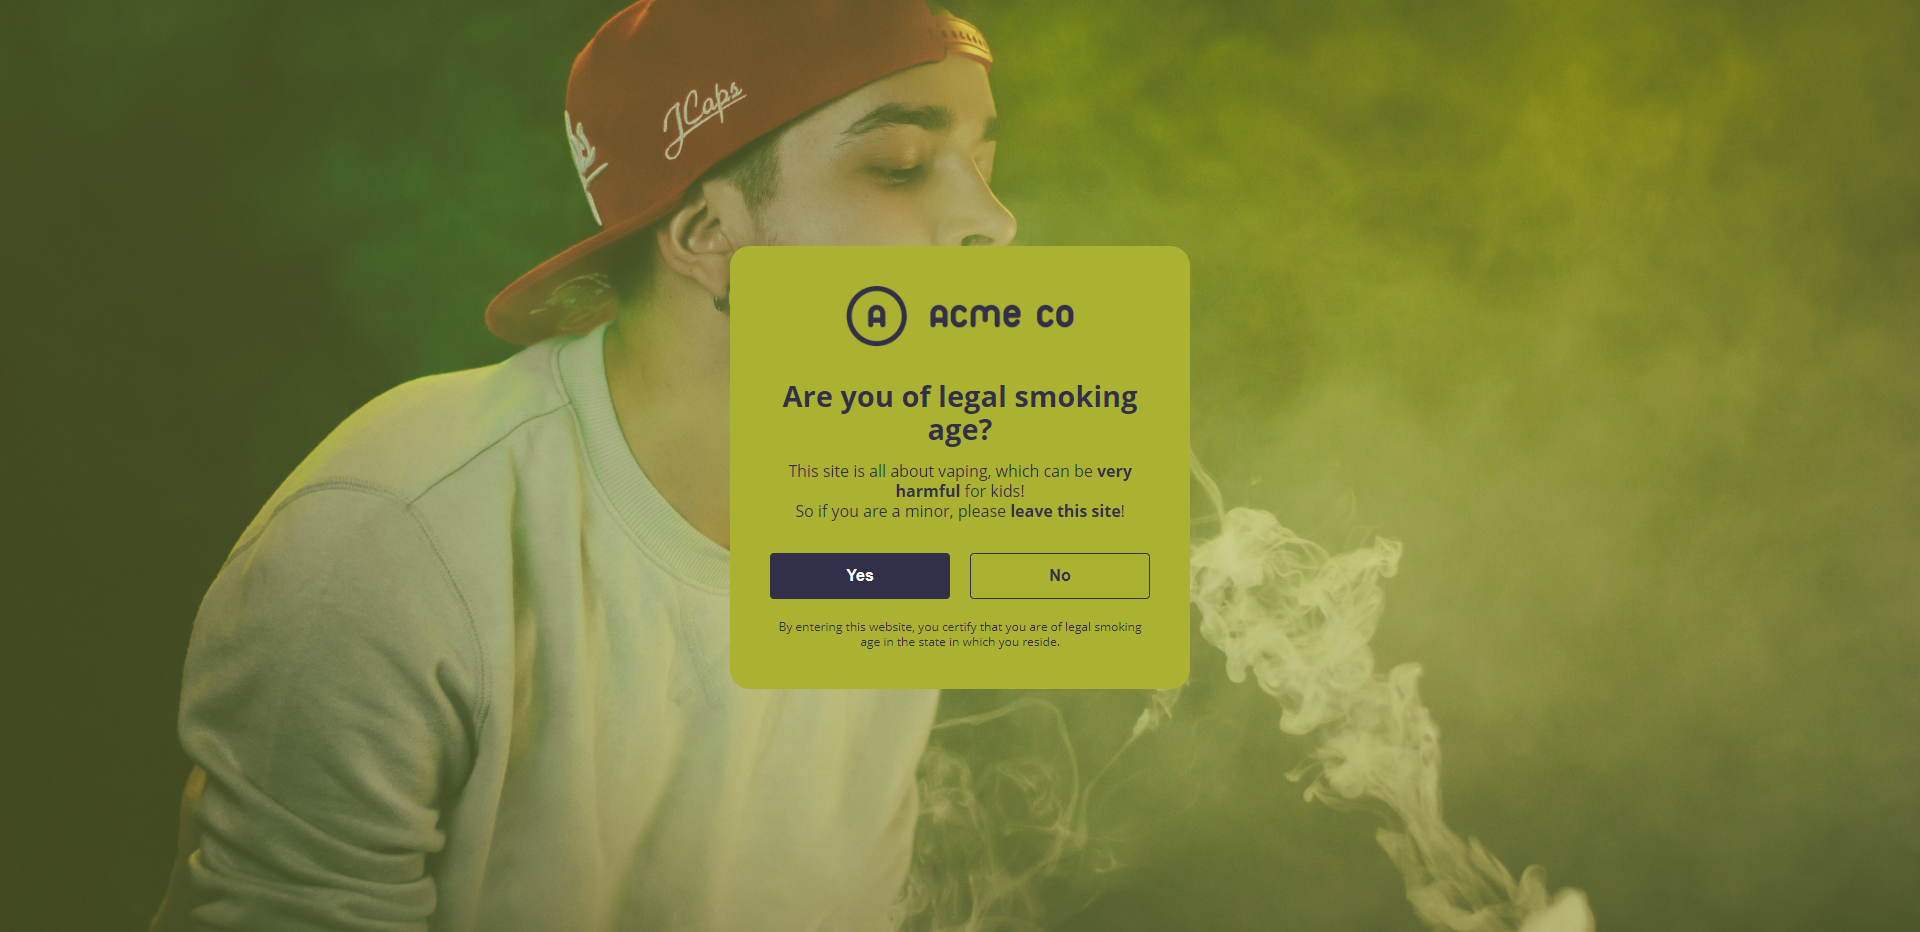 JCaps
A ACME CO
Are you of legal smoking
age?
This site is all about vaping, which can be very
harmful for kids!
So if you are a minor, please leave this site!
Yes
No
By entering this website, you certify that you are of legal smoking
age in the state in which you reside.